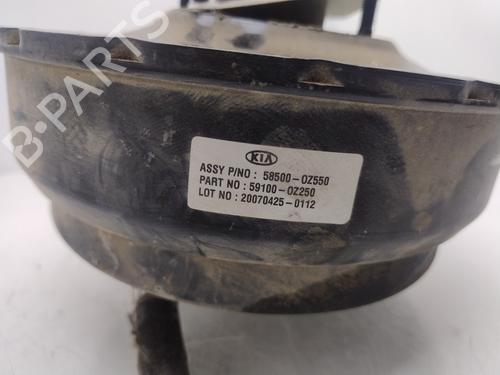 B-PARTS
KIA
ASSY P/NO : 58500-0Z550
PART NO : 59100-0Z250
LOT NO : 20070425-0112